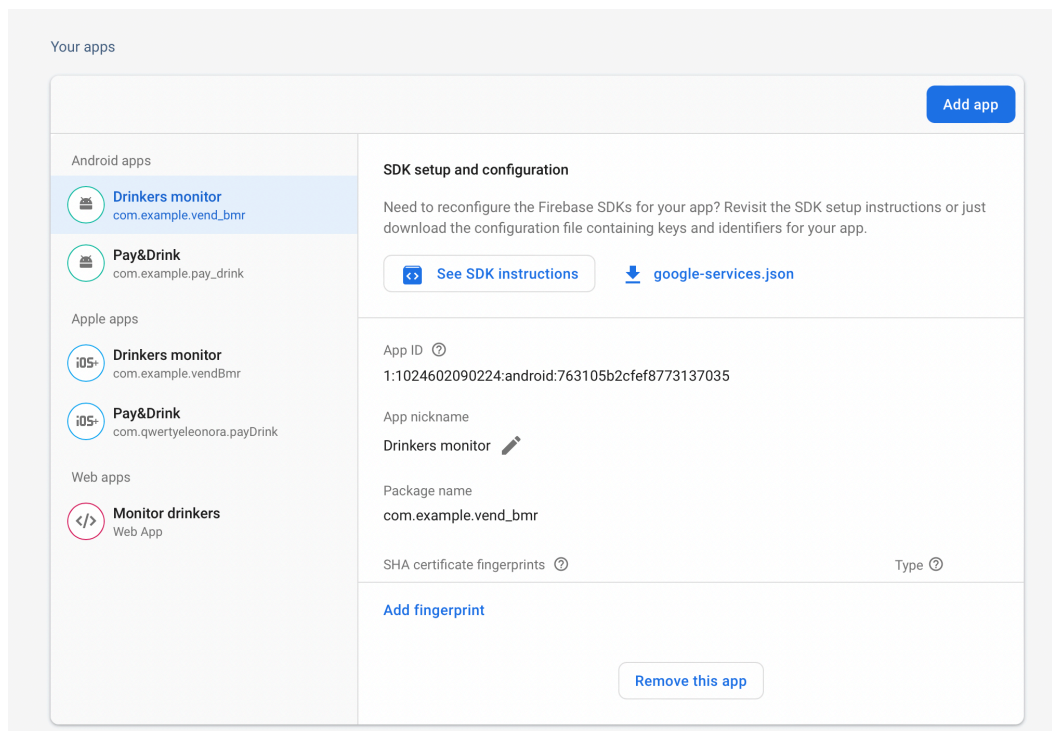 Your apps
Add app
Android apps
Drinkers monitor
com.example.vend_bmr
Pay&Drink
com.example.pay_drink
Apple apps
iOS+
Drinkers monitor
com.example.vendBmr
iOS+
Pay&Drink
com.qwertyeleonora.payDrink
Web apps
</>
Monitor drinkers
Web App
SDK setup and configuration
Need to reconfigure the Firebase SDKs for your app? Revisit the SDK setup instructions or just
download the configuration file containing keys and identifiers for your app.
See SDK instructions
google-services.json
App ID
1:1024602090224:android:763105b2cfef8773137035
App nickname
Drinkers monitor
Package name
com.example.vend_bmr
SHA certificate fingerprints
Type
Add fingerprint
Remove this app